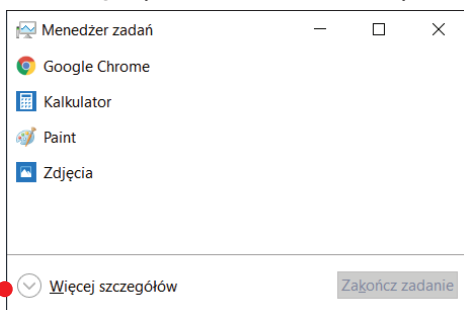 Menedżer zadań
Google Chrome
Kalkulator
Paint
Zdjęcia
Więcej szczegółów
Zakończ zadanie